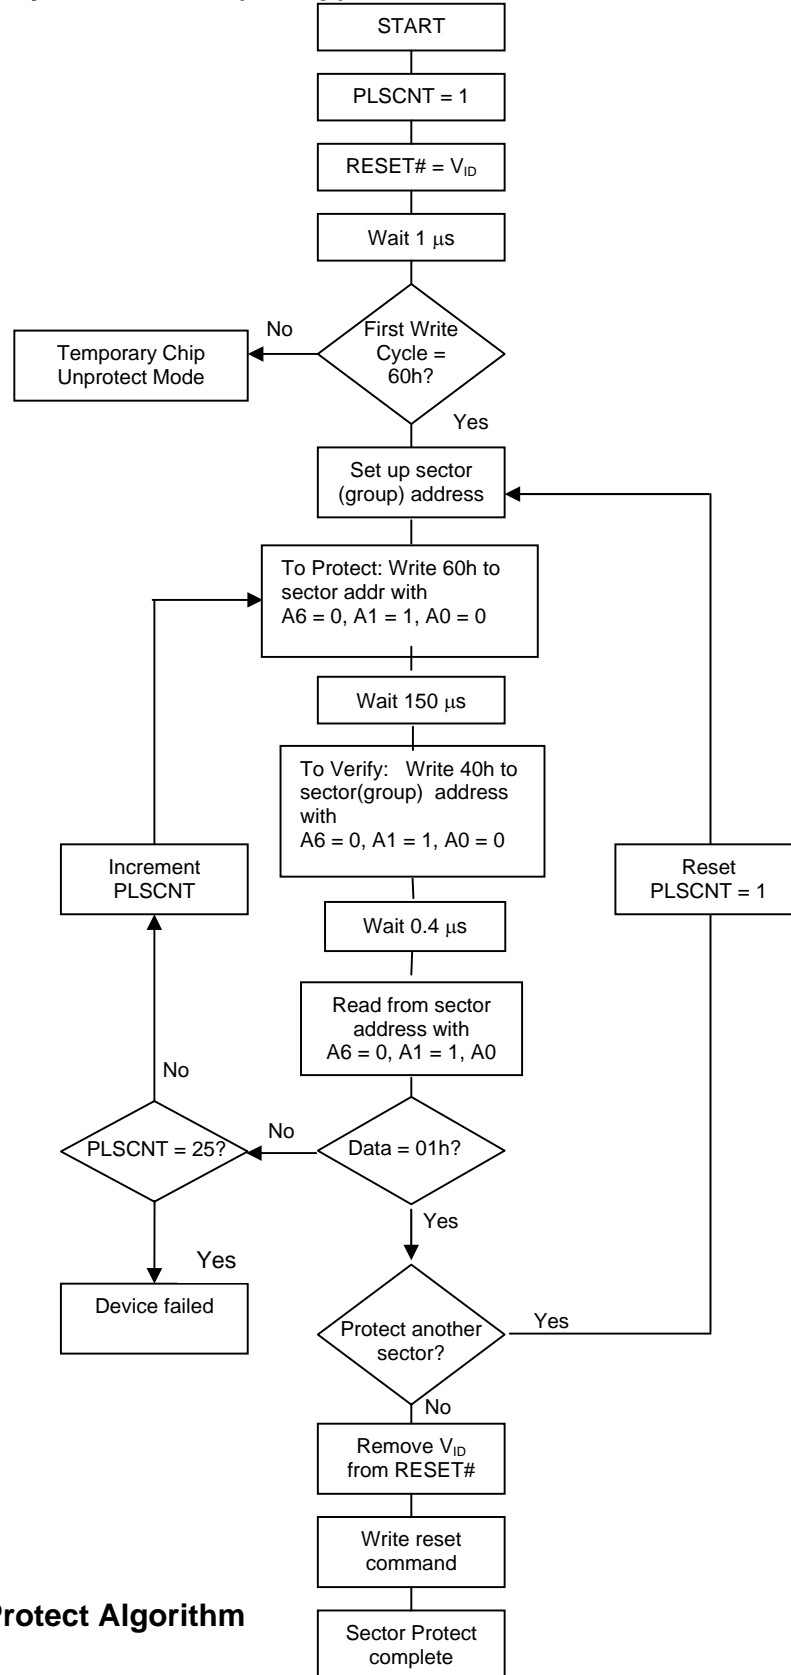 START
PLSCNT = 1
RESET# = VID
Wait 1 µs
First Write
Cycle =
60h?
No
Temporary Chip
Unprotect Mode
Yes
Set up sector
(group) address
To Protect: Write 60h to
sector addr with
A6 = 0, A1 = 1, A0 = 0
Wait 150 µs
To Verify: Write 40h to
sector(group) address
with
A6 = 0, A1 = 1, A0 = 0
Increment
PLSCNT
Reset
PLSCNT = 1
Wait 0.4 µs
Read from sector
address with
A6 = 0, A1 = 1, A0
No
PLSCNT = 25?
No
Data = 01h?
Yes
Yes
Device failed
Protect another
sector?
Yes
No
Remove VID
from RESET#
Write reset
command
Protect Algorithm
Sector Protect
complete